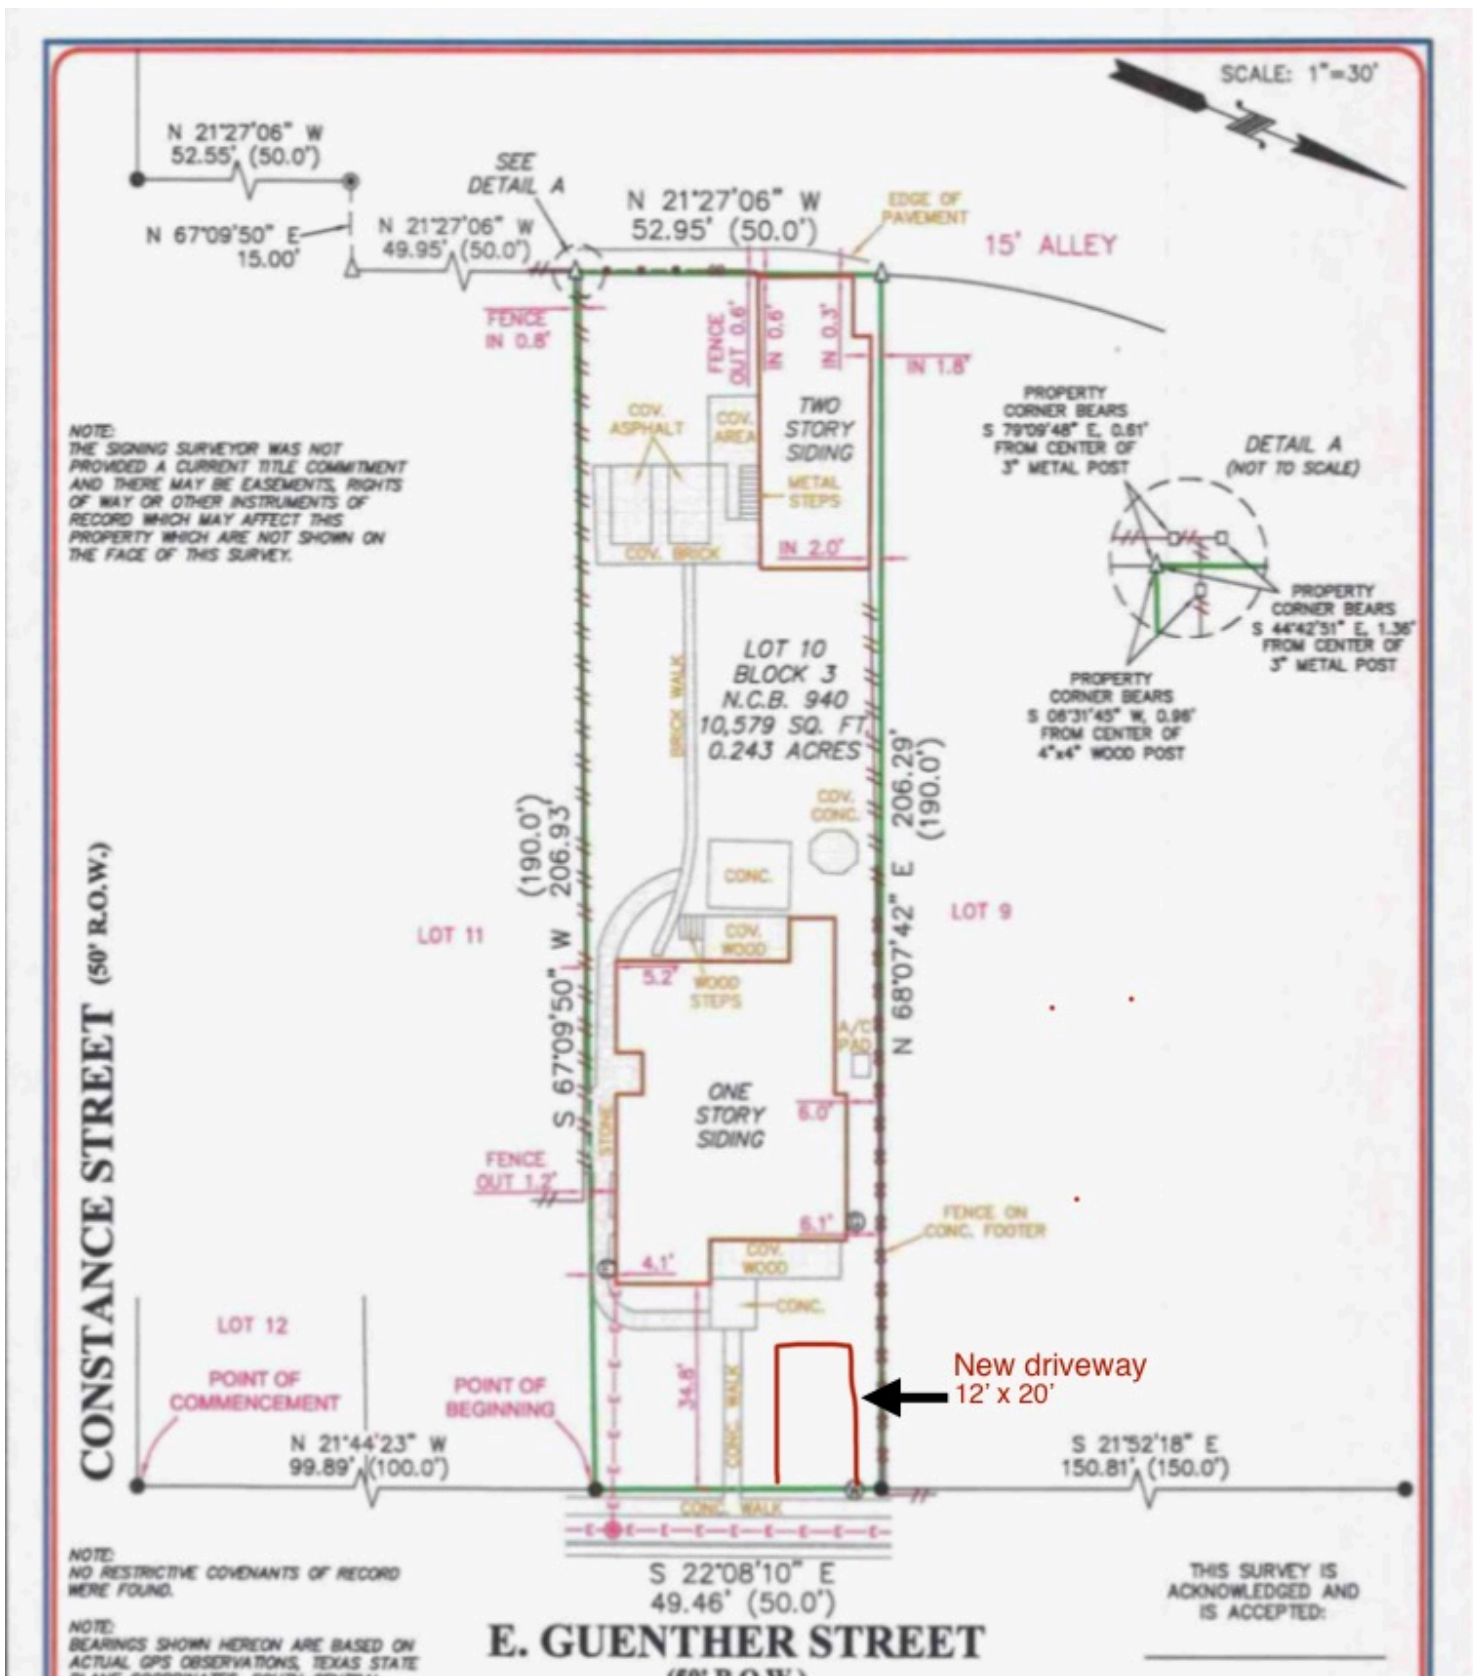 SCALE: 1"=30'
N 21°27'06" W
52.55' (50.0')
SEE
DETAIL A
N 21°27'06" W
52.95' (50.0')
EDGE OF
PAVEMENT
N 67°09'50" E
15.00'
N 21°27'06" W
49.95' (50.0')
15' ALLEY
FENCE
IN 0.8'
FENCE
OUT 0.6'
IN 0.6'
IN 0.3'
IN 1.8'
NOTE:
THE SIGNING SURVEYOR WAS NOT
PROVIDED A CURRENT TITLE COMMITMENT
AND THERE MAY BE EASEMENTS, RIGHTS
OF WAY OR OTHER INSTRUMENTS OF
RECORD WHICH MAY AFFECT THIS
PROPERTY WHICH ARE NOT SHOWN ON
THE FACE OF THIS SURVEY.
COV.
ASPHALT
COV.
AREA
TWO
STORY
SIDING
METAL
STEPS
COV. BRICK
IN 2.0'
PROPERTY
CORNER BEARS
S 79°09'48" E, 0.61'
FROM CENTER OF
3" METAL POST
DETAIL A
(NOT TO SCALE)
PROPERTY
CORNER BEARS
S 44°42'51" E, 1.36'
FROM CENTER OF
3" METAL POST
PROPERTY
CORNER BEARS
S 06°31'45" W, 0.96'
FROM CENTER OF
4"x4" WOOD POST
BRICK WALK
LOT 10
BLOCK 3
N.C.B. 940
10,579 SQ. FT
0.243 ACRES
S 67°09'50" W 206.93'
(190.0')
N 68°07'42" E 206.29'
(190.0')
COV.
CONC.
CONC.
LOT 11
LOT 9
COV.
WOOD
5.2'
WOOD
STEPS
A/C
PAD
ONE
STORY
SIDING
6.0'
STONE
FENCE
OUT 1.2'
6.1'
FENCE ON
CONC. FOOTER
COV.
WOOD
4.1'
CONC.
CONSTANCE STREET (50' R.O.W.)
LOT 12
POINT OF
COMMENCEMENT
POINT OF
BEGINNING
34.8'
CONC. WALK
New driveway
12' x 20'
N 21°44'23" W
99.89' (100.0')
S 21°52'18" E
150.81' (150.0')
CONC. WALK
E E E E E E
S 22°08'10" E
49.46' (50.0')
E. GUENTHER STREET
(50' R.O.W.)
NOTE:
NO RESTRICTIVE COVENANTS OF RECORD
WERE FOUND.
NOTE:
BEARINGS SHOWN HEREON ARE BASED ON
ACTUAL GPS OBSERVATIONS, TEXAS STATE
THIS SURVEY IS
ACKNOWLEDGED AND
IS ACCEPTED: